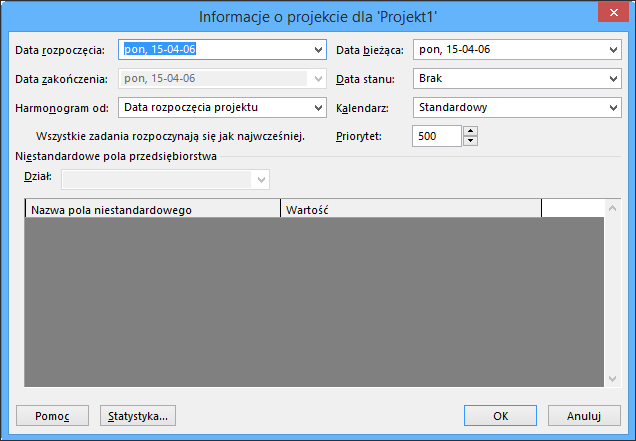 Informacje o projekcie dla 'Projekt1'
Data rozpoczęcia: pon, 15-04-06 Data bieżąca: pon, 15-04-06
Data zakończenia: pon, 15-04-06 Data stanu: Brak
Harmonogram od: Data rozpoczęcia projektu Kalendarz: Standardowy
Wszystkie zadania rozpoczynają się jak najwcześniej. Priorytet: 500
Niestandardowe pola przedsiębiorstwa
Dział:
Nazwa pola niestandardowego Wartość
Pomoc Statystyka... OK Anuluj